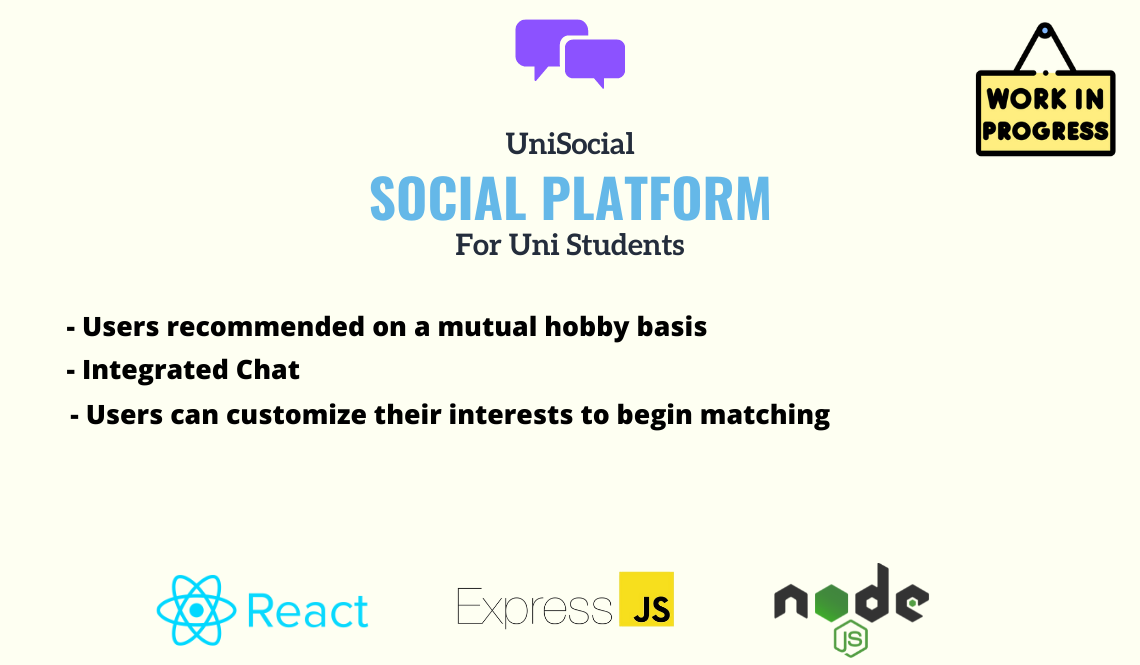 WORK IN
PROGRESS
UniSocial
SOCIAL PLATFORM
For Uni Students
- Users recommended on a mutual hobby basis
- Integrated Chat
- Users can customize their interests to begin matching
React
Express JS
node
JS